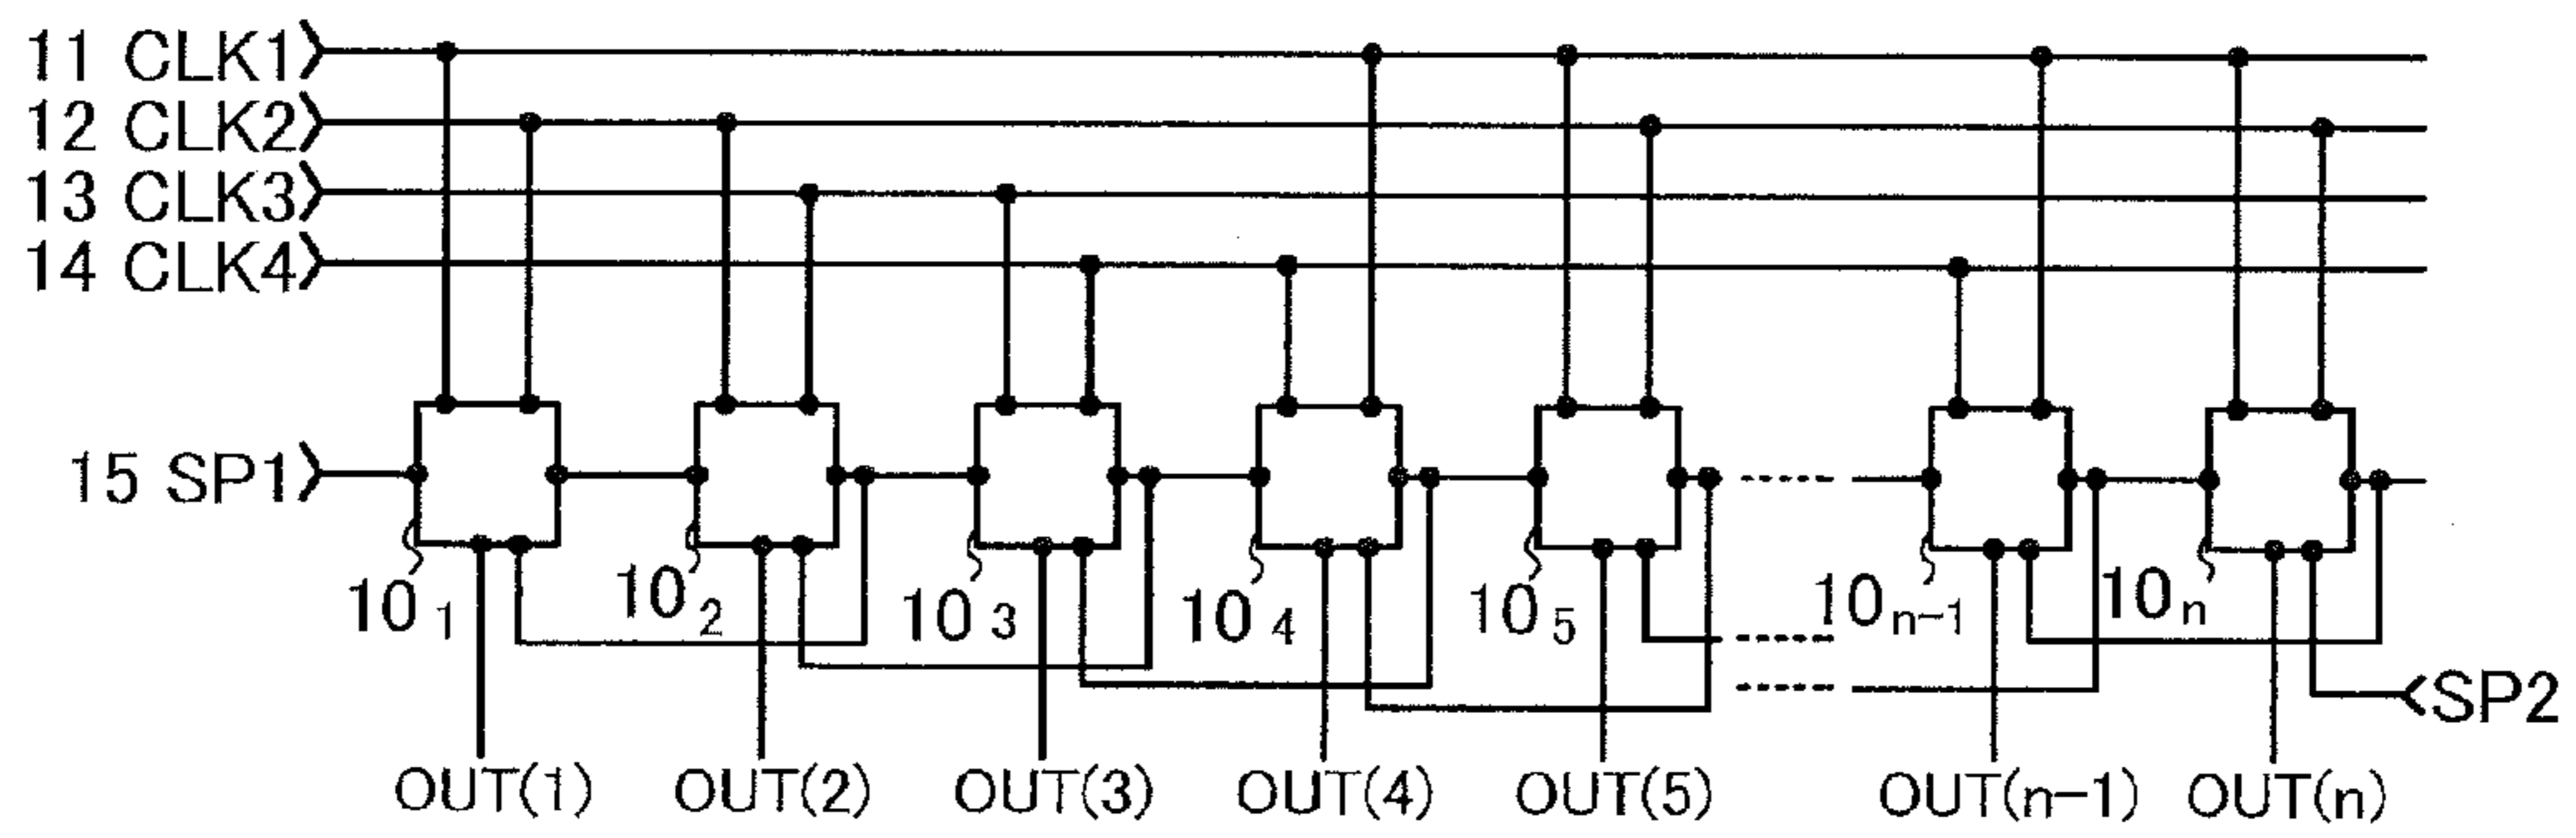 11 CLK1
12 CLK2
13 CLK3
14 CLK4
15 SP1
10 1
10 2
10 3
10 4
10 5
10 n-1
10 n
SP2
OUT(1)
OUT(2)
OUT(3)
OUT(4)
OUT(5)
OUT(n-1)
OUT(n)